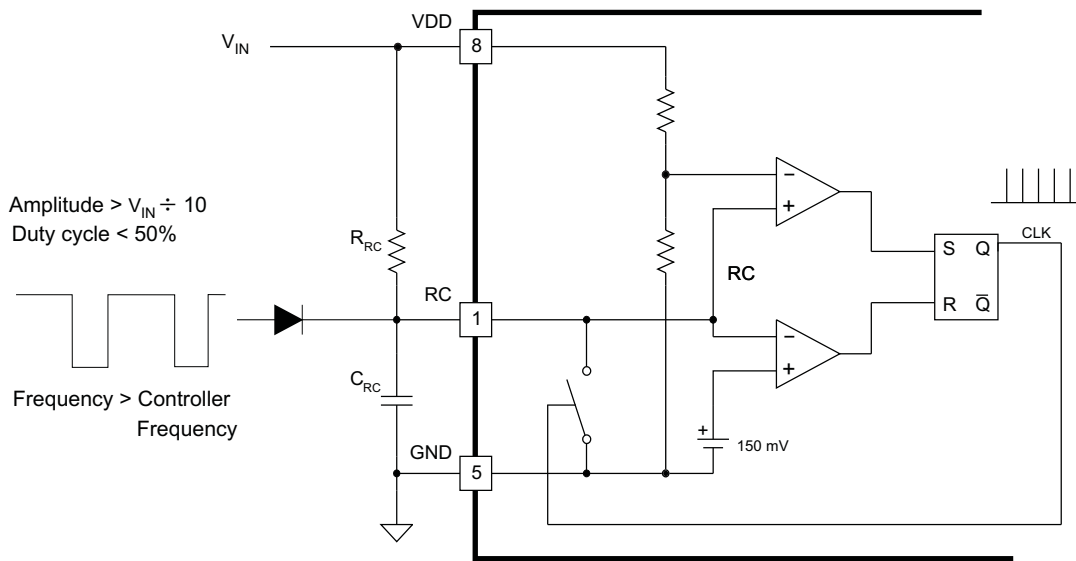 VDD
8
V_IN
Amplitude > V_IN ÷ 10
Duty cycle < 50%
R_RC
RC
1
C_RC
Frequency > Controller
Frequency
GND
5
−
+
RC
−
+
+
150 mV
S Q
R Q̅
CLK